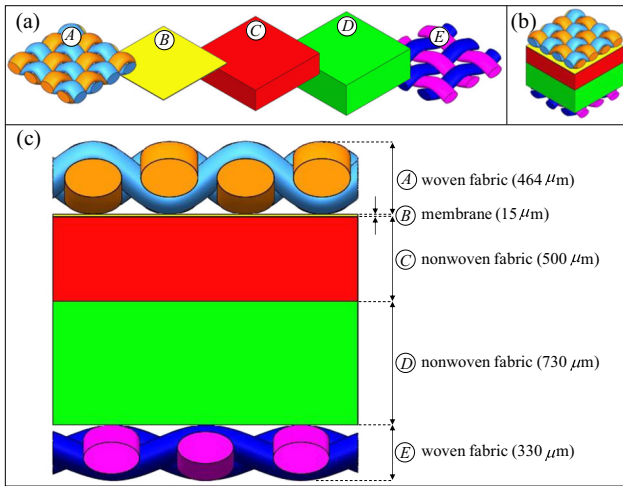 (a)
A
B
C
D
E
(b)
(c)
A woven fabric (464 μm)
B membrane (15 μm)
C nonwoven fabric (500 μm)
D nonwoven fabric (730 μm)
E woven fabric (330 μm)